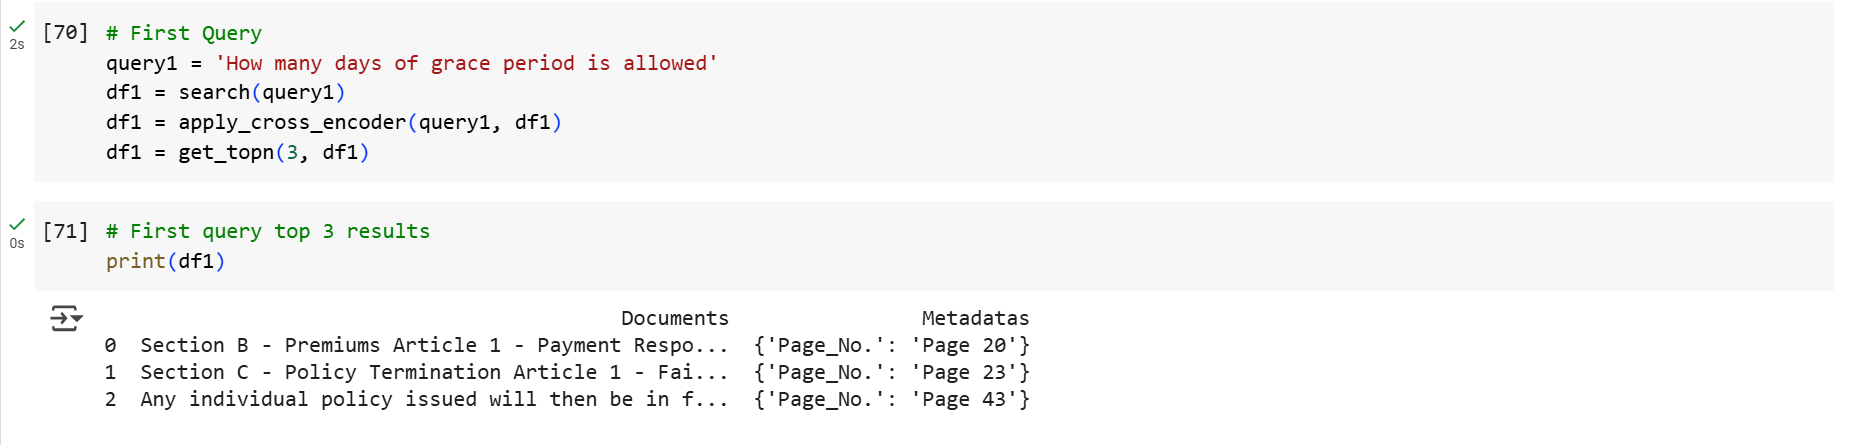 [70] # First Query
2s
query1 = 'How many days of grace period is allowed'
df1 = search(query1)
df1 = apply_cross_encoder(query1, df1)
df1 = get_topn(3, df1)
[71] # First query top 3 results
0s
print(df1)
Documents Metadatas
0 Section B - Premiums Article 1 - Payment Respo... {'Page_No.': 'Page 20'}
1 Section C - Policy Termination Article 1 - Fai... {'Page_No.': 'Page 23'}
2 Any individual policy issued will then be in f... {'Page_No.': 'Page 43'}